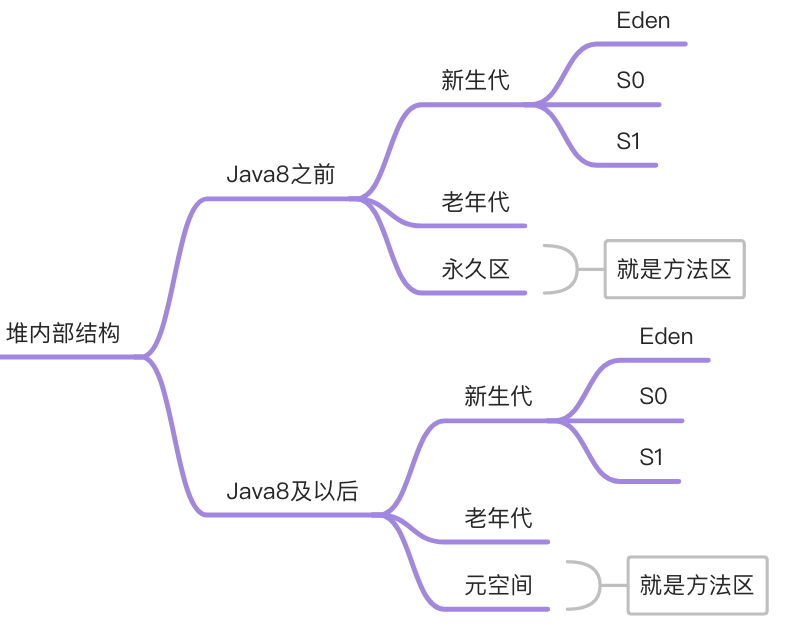 堆内部结构
Java8之前
新生代
Eden
S0
S1
老年代
永久区
就是方法区
Java8及以后
新生代
Eden
S0
S1
老年代
元空间
就是方法区